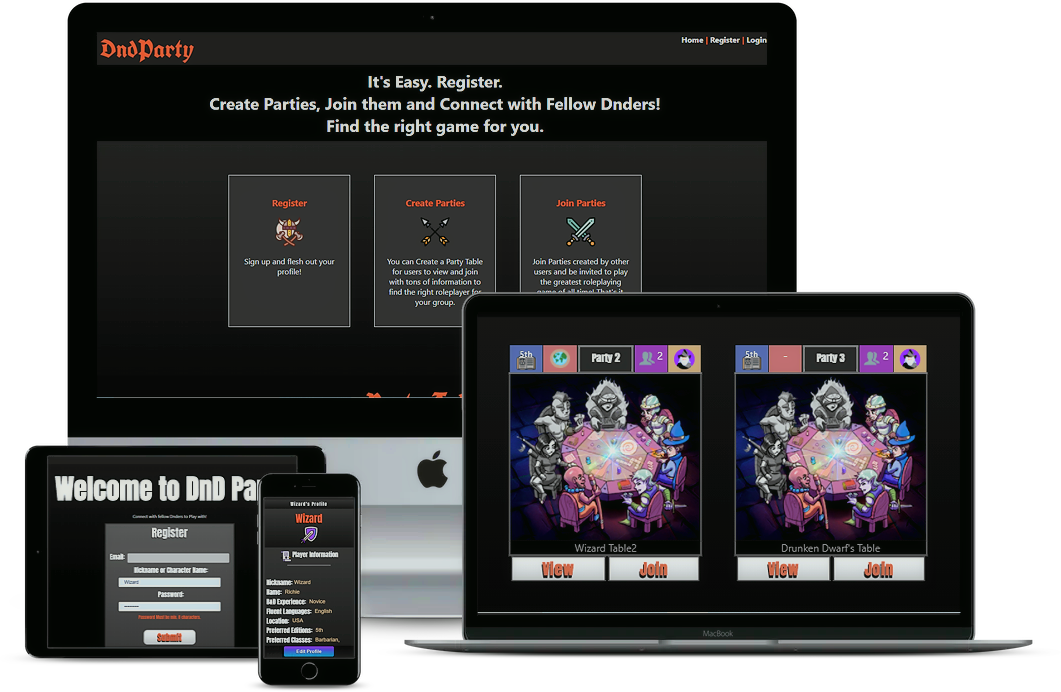 DndParty
Home | Register | Login
It's Easy. Register.
Create Parties, Join them and Connect with Fellow Dnders!
Find the right game for you.
Register
Sign up and flesh out your
profile!
Create Parties
You can Create a Party Table
for users to view and join
with tons of information to
find the right roleplayer for
your group.
Join Parties
Join Parties created by other
users and be invited to play
the greatest roleplaying
game of all time! That's it
5th
Party 2
2
Wizard Table2
View
Join
5th
-
Party 3
2
Drunken Dwarf's Table
View
Join
MacBook
Welcome to DnD Pa
Connect with fellow Dnders to Play with!
Register
Email:
Nickname or Character Name:
Wizard
Password:
Password Must be min. 8 characters.
Submit
Wizard's Profile
Wizard
Player Information
Nickname: Wizard
Name: Richie
D&D Experience: Novice
Fluent Languages: English
Location: USA
Preferred Editions: 5th
Preferred Classes: Barbarian,
Edit Profile